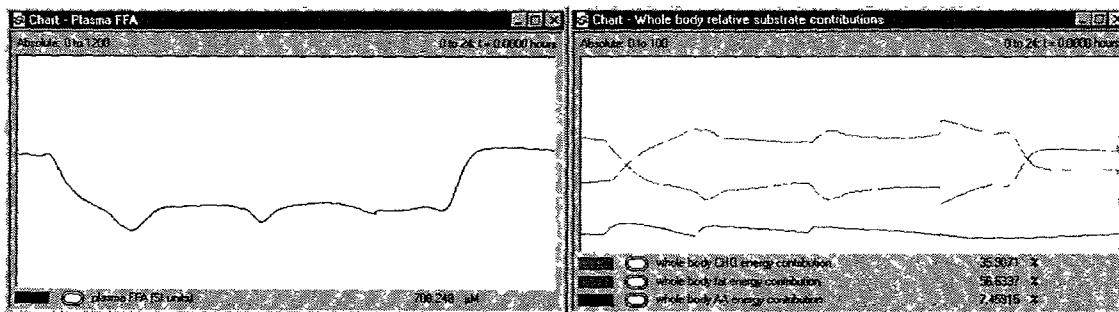 Chart - Plasma FFA
Absolute: 0 to 1200 0 to 24: t = 0.0000 hours
plasma FFA (SI units) 708.248 µM
Chart - Whole body relative substrate contributions
Absolute: 0 to 100 0 to 24: t = 0.0000 hours
whole body CHO energy contribution 35.9071 %
whole body fat energy contribution 56.6337 %
whole body AA energy contribution 7.45915 %